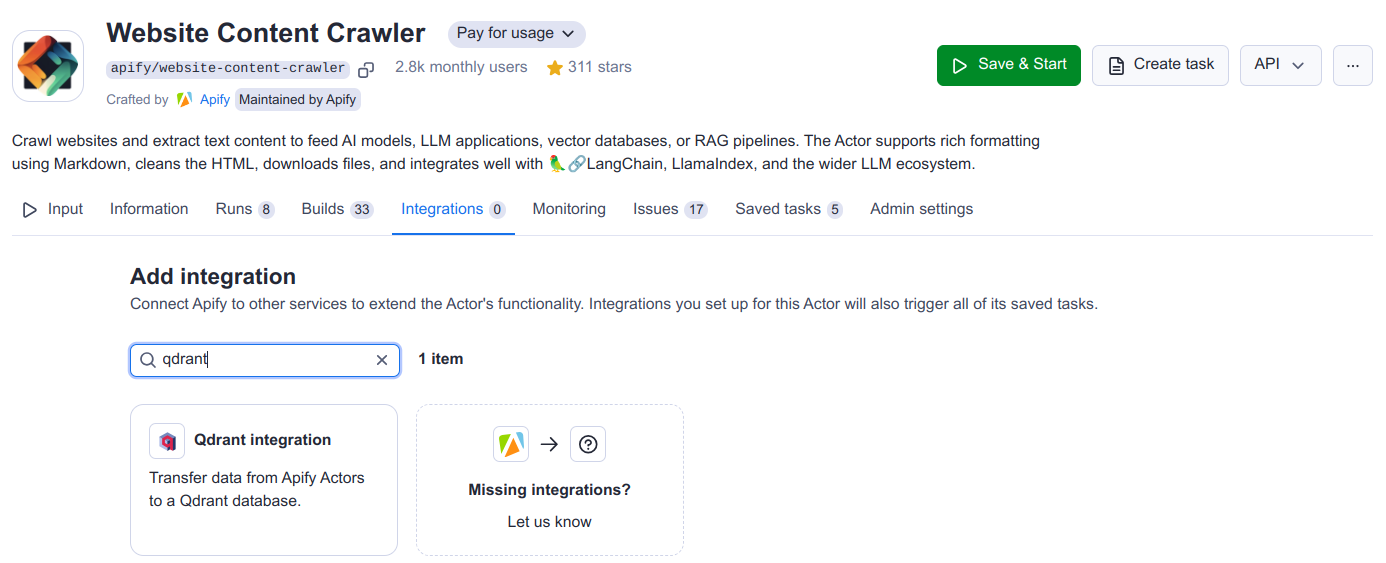 Website Content Crawler
Pay for usage
apify/website-content-crawler
2.8k monthly users
311 stars
Crafted by Apify Maintained by Apify
Save & Start
Create task
API
...
Crawl websites and extract text content to feed AI models, LLM applications, vector databases, or RAG pipelines. The Actor supports rich formatting
using Markdown, cleans the HTML, downloads files, and integrates well with 🦜🔗LangChain, LlamaIndex, and the wider LLM ecosystem.
Input
Information
Runs 8
Builds 33
Integrations 0
Monitoring
Issues 17
Saved tasks 5
Admin settings
Add integration
Connect Apify to other services to extend the Actor's functionality. Integrations you set up for this Actor will also trigger all of its saved tasks.
qdrant
1 item
Qdrant integration
Transfer data from Apify Actors
to a Qdrant database.
Missing integrations?
Let us know